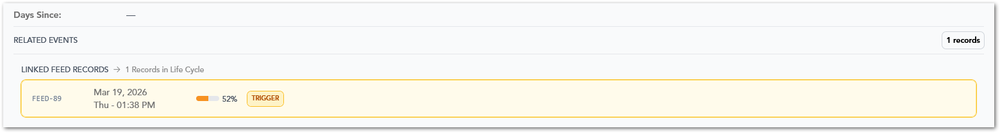 Days Since: —
RELATED EVENTS 1 records
LINKED FEED RECORDS → 1 Records in Life Cycle
Mar 19, 2026
FEED-89 52% TRIGGER
Thu - 01:38 PM